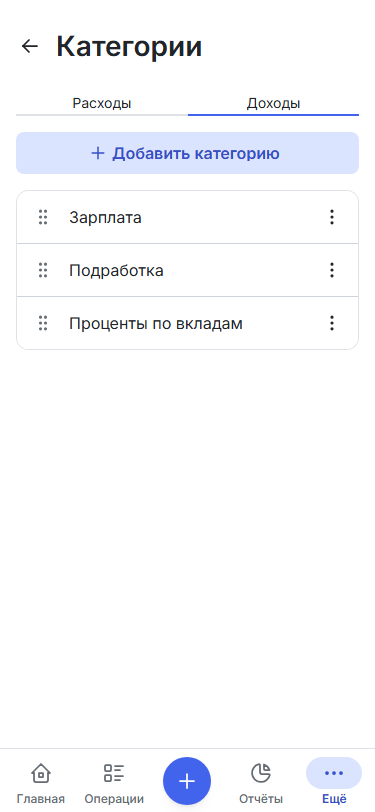 Категории
Расходы
Доходы
Добавить категорию
Зарплата
Подработка
Проценты по вкладам
Главная
Операции
Отчёты
Ещё